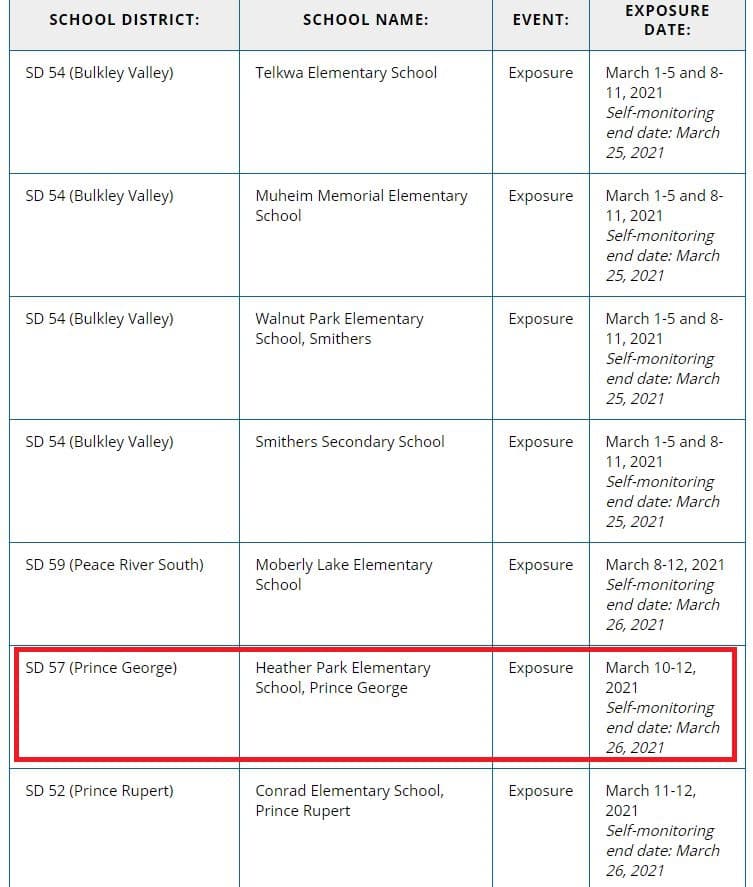 SCHOOL DISTRICT: SCHOOL NAME: EVENT: EXPOSURE DATE:
SD 54 (Bulkley Valley) Telkwa Elementary School Exposure March 1-5 and 8-
11, 2021
Self-monitoring
end date: March
25, 2021
SD 54 (Bulkley Valley) Muheim Memorial Elementary
School Exposure March 1-5 and 8-
11, 2021
Self-monitoring
end date: March
25, 2021
SD 54 (Bulkley Valley) Walnut Park Elementary
School, Smithers Exposure March 1-5 and 8-
11, 2021
Self-monitoring
end date: March
25, 2021
SD 54 (Bulkley Valley) Smithers Secondary School Exposure March 1-5 and 8-
11, 2021
Self-monitoring
end date: March
25, 2021
SD 59 (Peace River South) Moberly Lake Elementary
School Exposure March 8-12, 2021
Self-monitoring
end date: March
26, 2021
SD 57 (Prince George) Heather Park Elementary
School, Prince George Exposure March 10-12,
2021
Self-monitoring
end date: March
26, 2021
SD 52 (Prince Rupert) Conrad Elementary School,
Prince Rupert Exposure March 11-12,
2021
Self-monitoring
end date: March
26, 2021